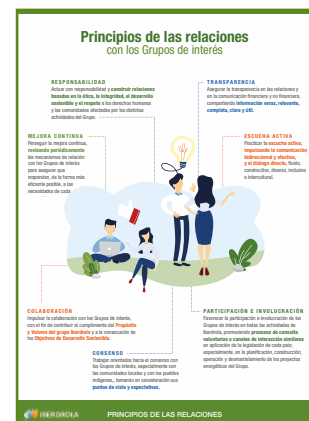 Principios de las relaciones
con los Grupos de interés
RESPONSABILIDAD
Actuar con responsabilidad y construir relaciones
basadas en la ética, la integridad, el desarrollo
sostenible y el respeto a los derechos humanos
y las comunidades afectadas por las distintas
actividades del Grupo.
TRANSPARENCIA
Asegurar la transparencia en las relaciones y
en la comunicación financiera y no financiera,
compartiendo información veraz, relevante,
completa, clara y útil.
MEJORA CONTINUA
Perseguir la mejora continua,
revisando periódicamente
los mecanismos de relación
con los Grupos de interés
para asegurar que
responden, de la forma más
eficiente posible, a las
necesidades de cada
ESCUCHA ACTIVA
Practicar la escucha activa,
impulsando la comunicación
bidireccional y efectiva,
y el diálogo directo, fluido,
constructivo, diverso, inclusivo
e intercultural.
COLABORACIÓN
Impulsar la colaboración con los Grupos de interés,
con el fin de contribuir al cumplimiento del Propósito
y Valores del grupo Iberdrola y a la consecución de
los Objetivos de Desarrollo Sostenible.
PARTICIPACIÓN E INVOLUCRACIÓN
Favorecer la participación e involucración de los
Grupos de interés en todas las actividades de
Iberdrola, promoviendo procesos de consulta
voluntarios o canales de interacción similares
en aplicación de la legislación de cada país;
especialmente, en la planificación, construcción,
operación y desmantelamiento de los proyectos
energéticos del Grupo.
CONSENSO
Trabajar orientados hacia el consenso con
los Grupos de interés, especialmente con
las comunidades locales y con los pueblos
indígenas, tomando en consideración sus
puntos de vista y expectativas.
IBERDROLA
PRINCIPIOS DE LAS RELACIONES